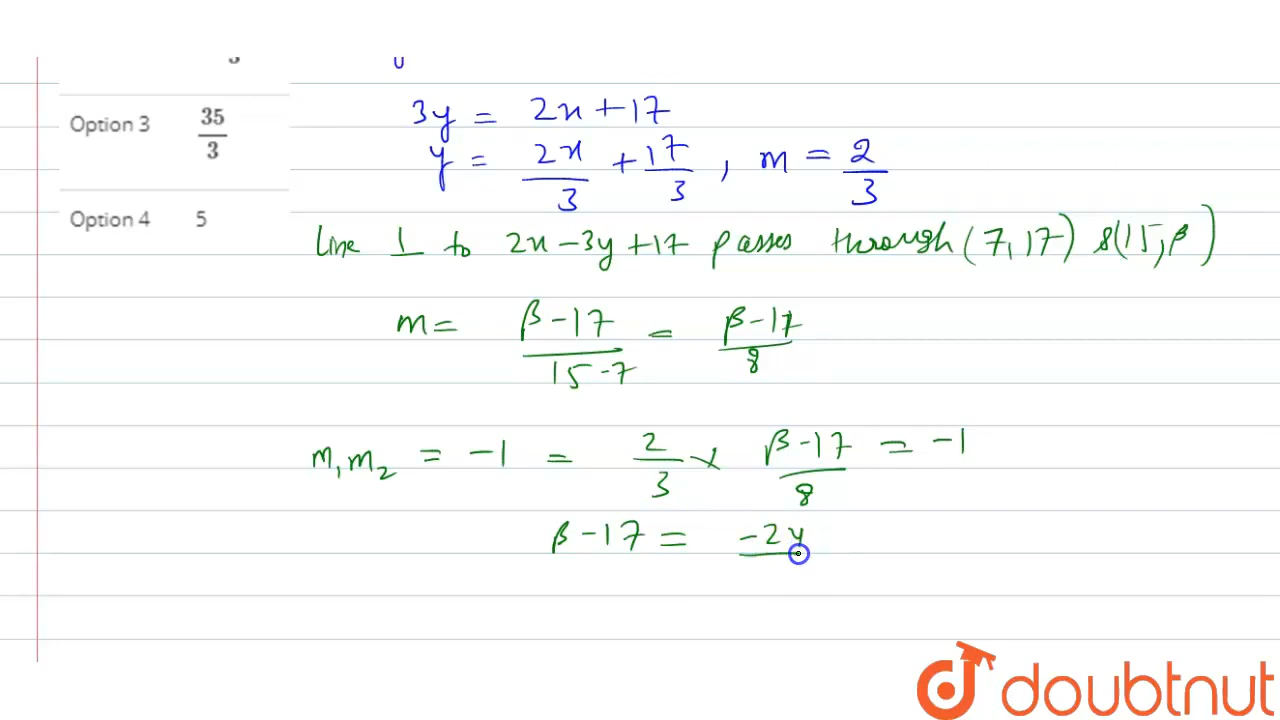 3y = 2x + 17
Option 3 35/3
y = 2x/3 + 17/3 , m = 2/3
Option 4 5
Line ⊥ to 2x - 3y + 17 passes through (7, 17) & (15, β)
m = β - 17/15 - 7 = β - 17/8
m₁m₂ = -1 = 2/3 × β - 17/8 = -1
β - 17 = -24
doubtnut